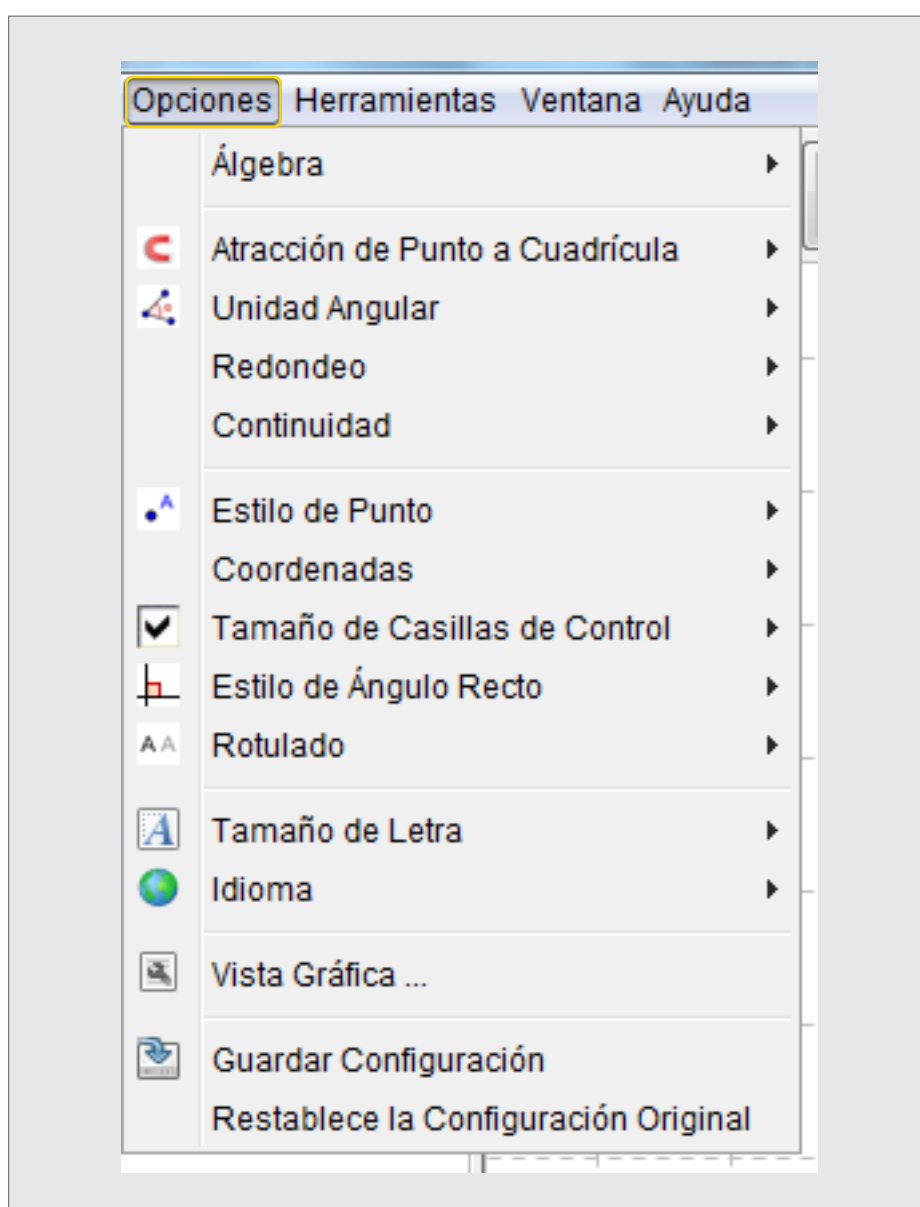 Opciones Herramientas Ventana Ayuda
Álgebra
Atracción de Punto a Cuadrícula
Unidad Angular
Redondeo
Continuidad
Estilo de Punto
Coordenadas
Tamaño de Casillas de Control
Estilo de Ángulo Recto
Rotulado
Tamaño de Letra
Idioma
Vista Gráfica ...
Guardar Configuración
Restablece la Configuración Original